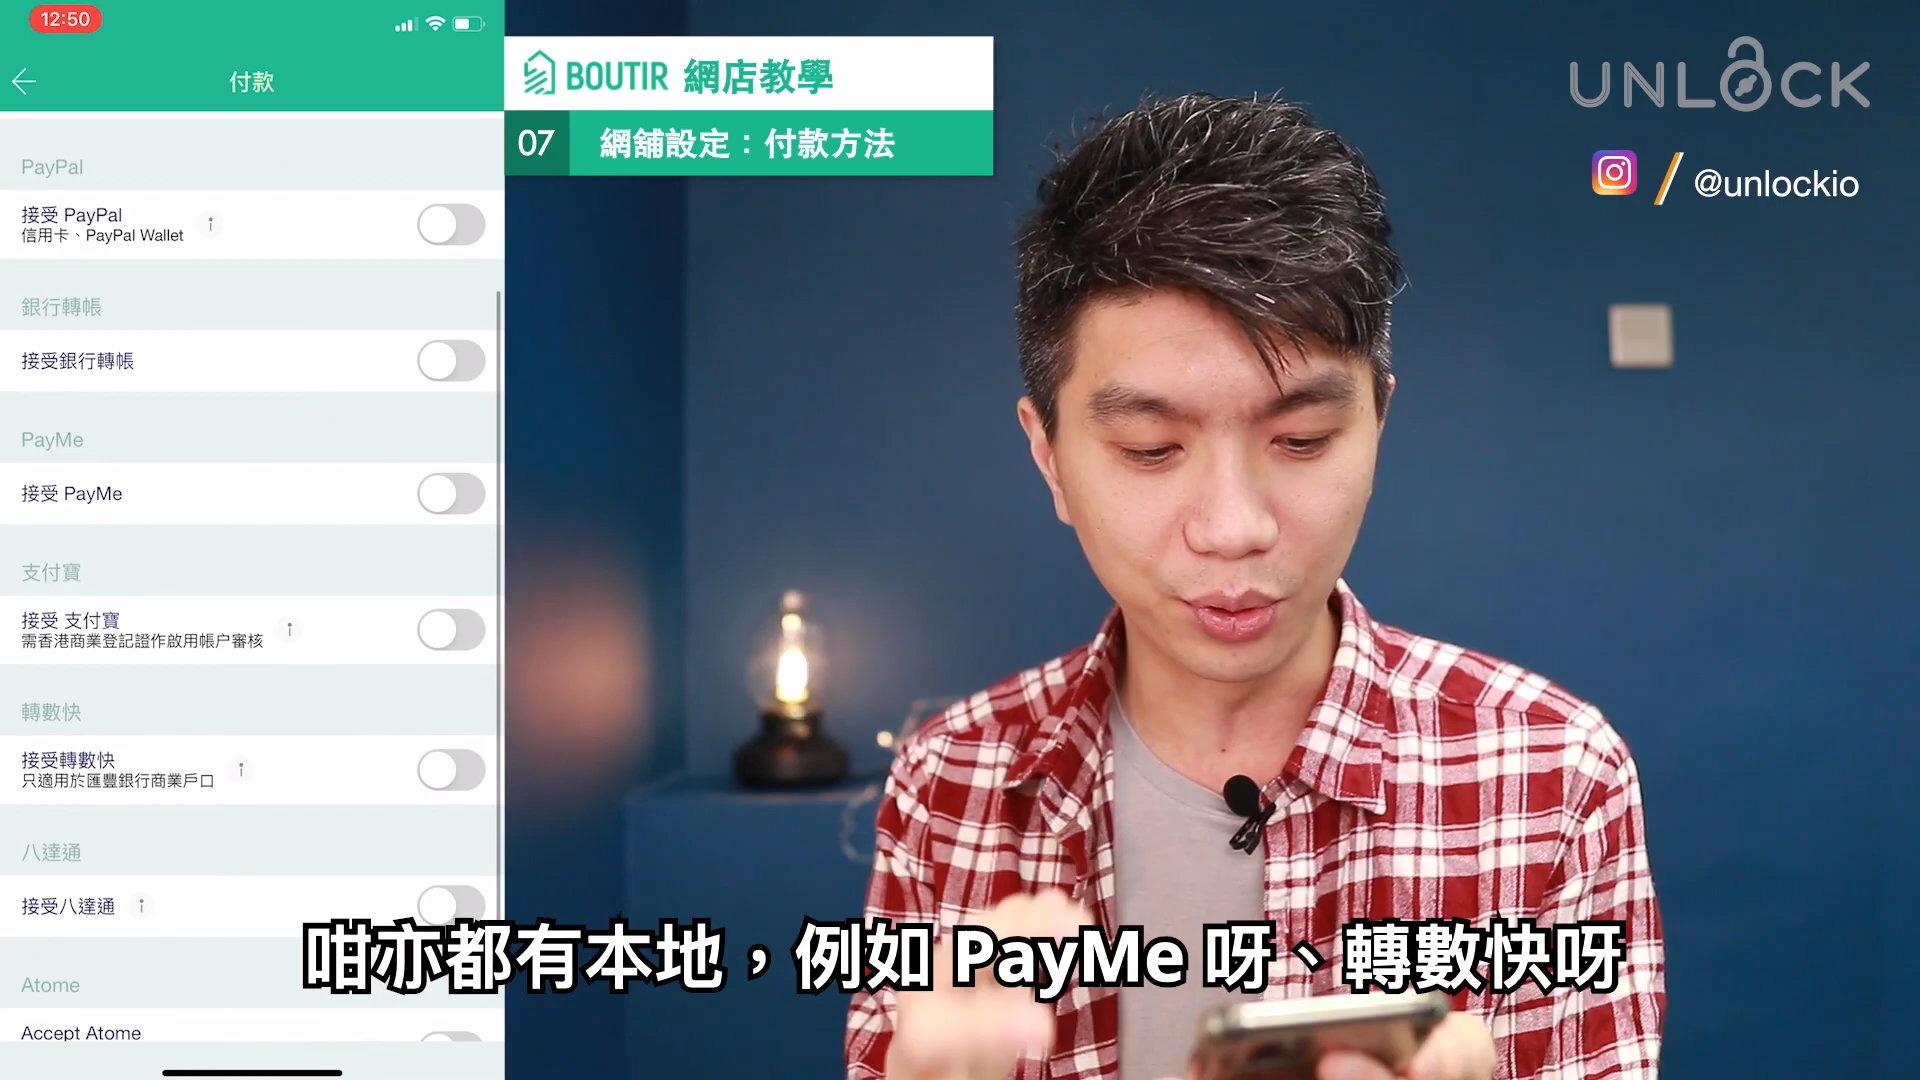 12:50
付款
PayPal
接受 PayPal
信用卡、PayPal Wallet
銀行轉帳
接受銀行轉帳
PayMe
接受 PayMe
支付寶
接受 支付寶
需香港商業登記證作啟用帳户審核
轉數快
接受轉數快
只適用於匯豐銀行商業戶口
八達通
接受八達通
Atome
Accept Atome
BOUTIR 網店教學
07 網舖設定：付款方法
UNLOCK
/ @unlockio
咁亦都有本地，例如 PayMe 呀、轉數快呀